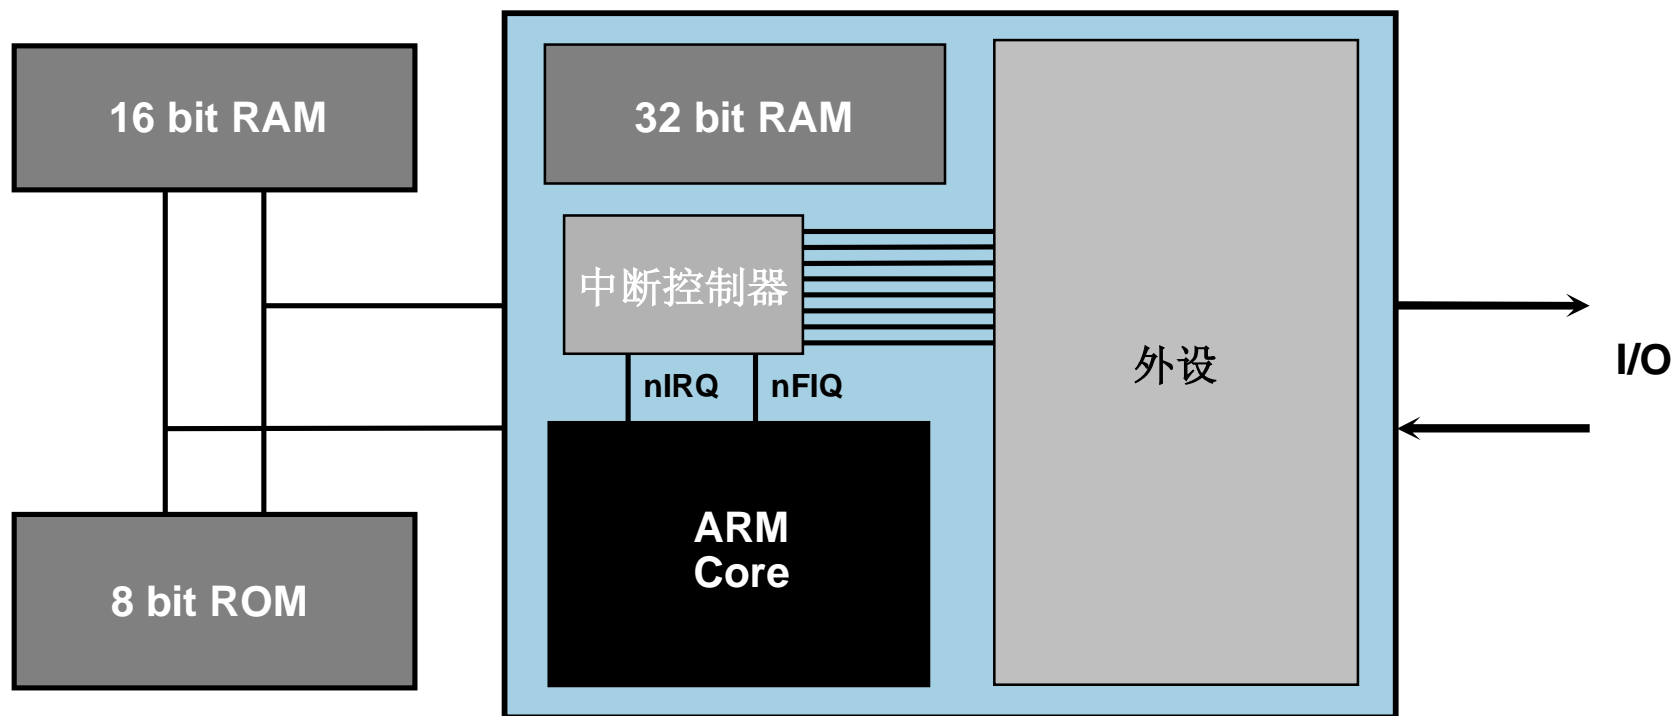 16 bit RAM
32 bit RAM
中断控制器
外设
I/O
nIRQ
nFIQ
ARM
Core
8 bit ROM